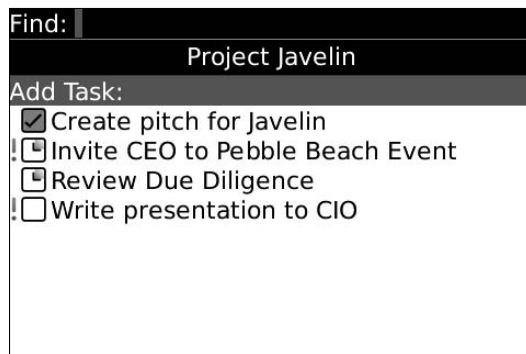 Find:
Project Javelin
Add Task:
Create pitch for Javelin
! Invite CEO to Pebble Beach Event
Review Due Diligence
! Write presentation to CIO